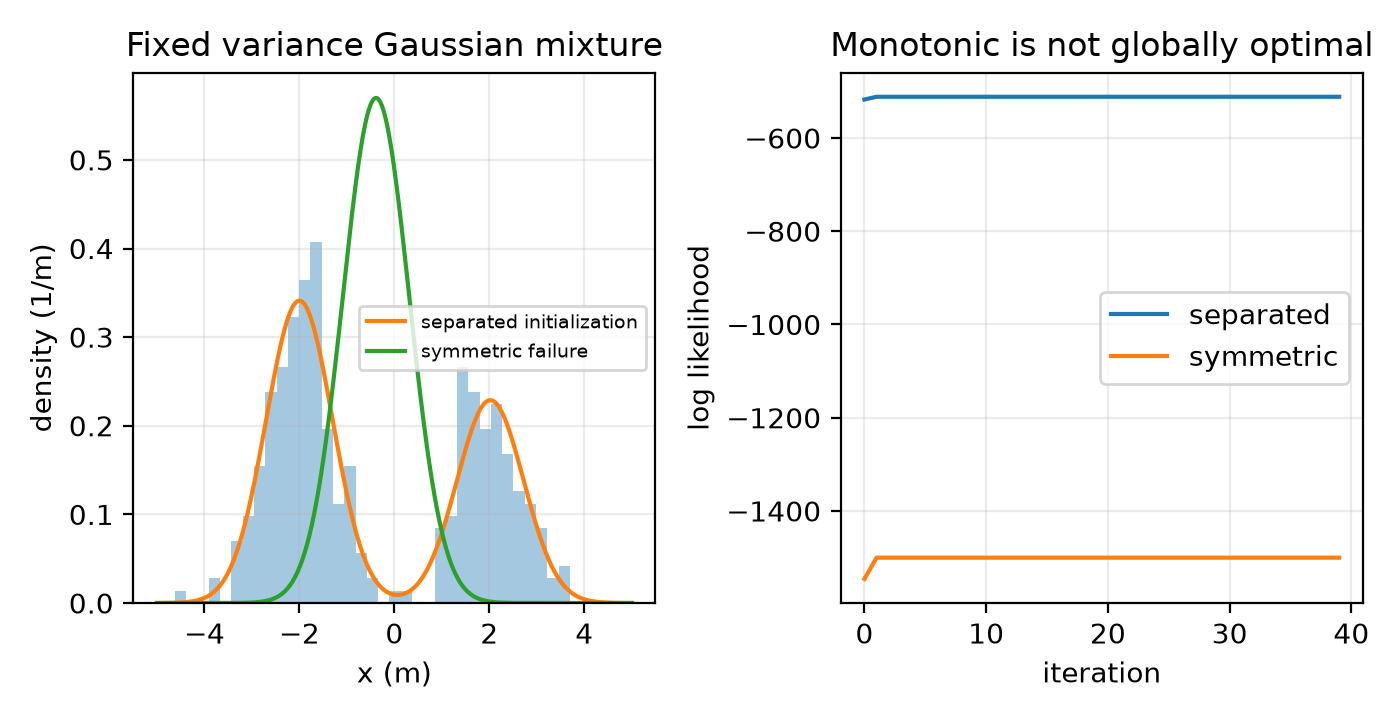 Fixed variance Gaussian mixture
density (1/m)
0.5
0.4
0.3
0.2
0.1
0.0
separated initialization
symmetric failure
−4
−2
0
2
4
x (m)
Monotonic is not globally optimal
log likelihood
−600
−800
−1000
−1200
−1400
separated
symmetric
0
10
20
30
40
iteration